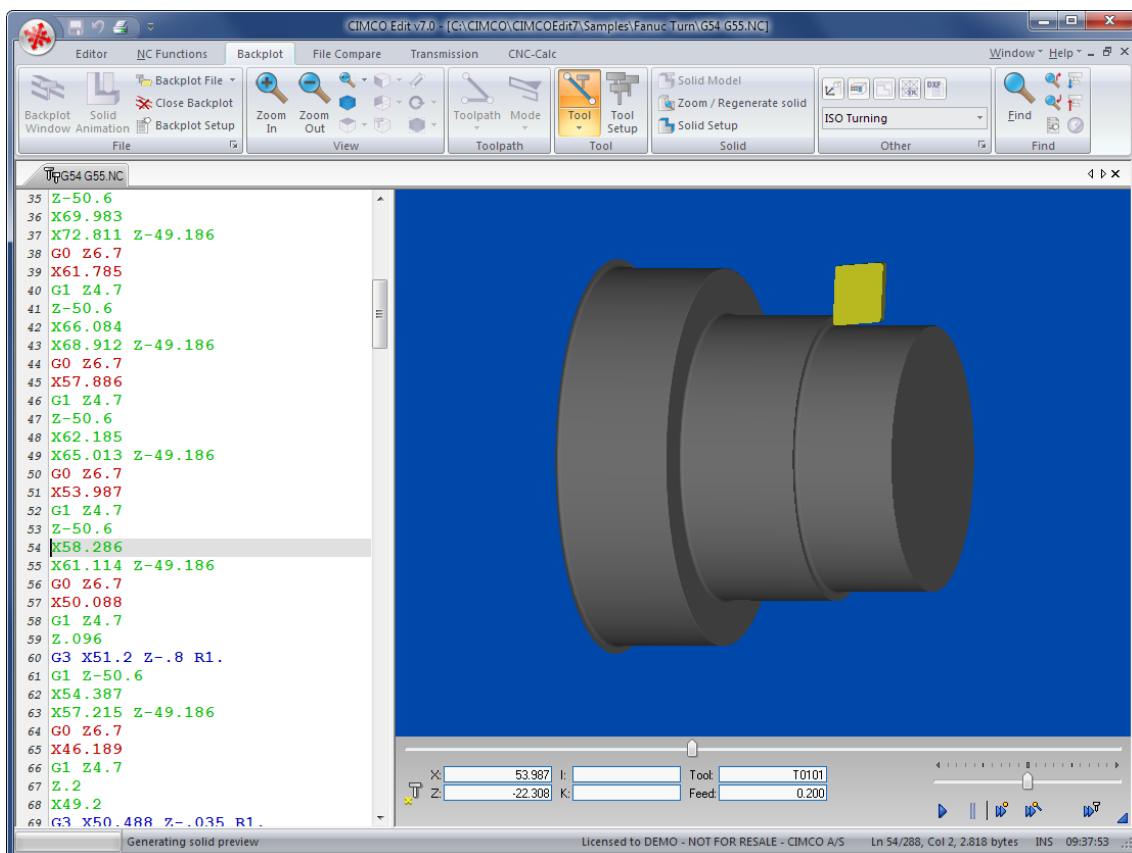 CIMCO Edit v7.0 - [C:\CIMCO\CIMCOEdit7\Samples\Fanuc Turn\G54 G55.NC]
Editor NC Functions Backplot File Compare Transmission CNC-Calc Window Help
Backplot Window
Solid Animation
Backplot File
Close Backplot
Backplot Setup
File
Zoom In
Zoom Out
View
Toolpath
Mode
Toolpath
Tool
Tool Setup
Tool
Solid Model
Zoom / Regenerate solid
Solid Setup
Solid
DXF
ISO Turning
Other
Find
Find
G54 G55.NC
35 Z-50.6
36 X69.983
37 X72.811 Z-49.186
38 G0 Z6.7
39 X61.785
40 G1 Z4.7
41 Z-50.6
42 X66.084
43 X68.912 Z-49.186
44 G0 Z6.7
45 X57.886
46 G1 Z4.7
47 Z-50.6
48 X62.185
49 X65.013 Z-49.186
50 G0 Z6.7
51 X53.987
52 G1 Z4.7
53 Z-50.6
54 X58.286
55 X61.114 Z-49.186
56 G0 Z6.7
57 X50.088
58 G1 Z4.7
59 Z.096
60 G3 X51.2 Z-.8 R1.
61 G1 Z-50.6
62 X54.387
63 X57.215 Z-49.186
64 G0 Z6.7
65 X46.189
66 G1 Z4.7
67 Z.2
68 X49.2
69 G3 X50.488 Z-.035 R1.
X: 53.987 I: Tool: T0101
Z: -22.308 K: Feed: 0.200
Generating solid preview Licensed to DEMO - NOT FOR RESALE - CIMCO A/S Ln 54/288, Col 2, 2.818 bytes INS 09:37:53